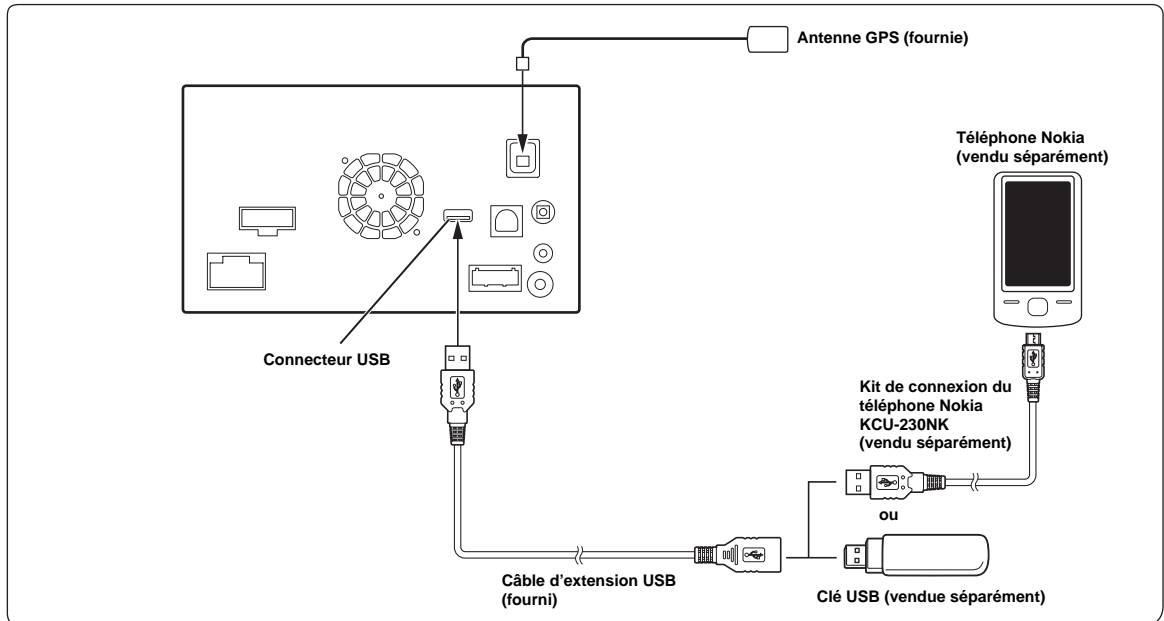 Antenne GPS (fournie)
Téléphone Nokia
(vendu séparément)
Connecteur USB
Kit de connexion du
téléphone Nokia
KCU-230NK
(vendu séparément)
ou
Câble d'extension USB
(fourni)
Clé USB (vendue séparément)